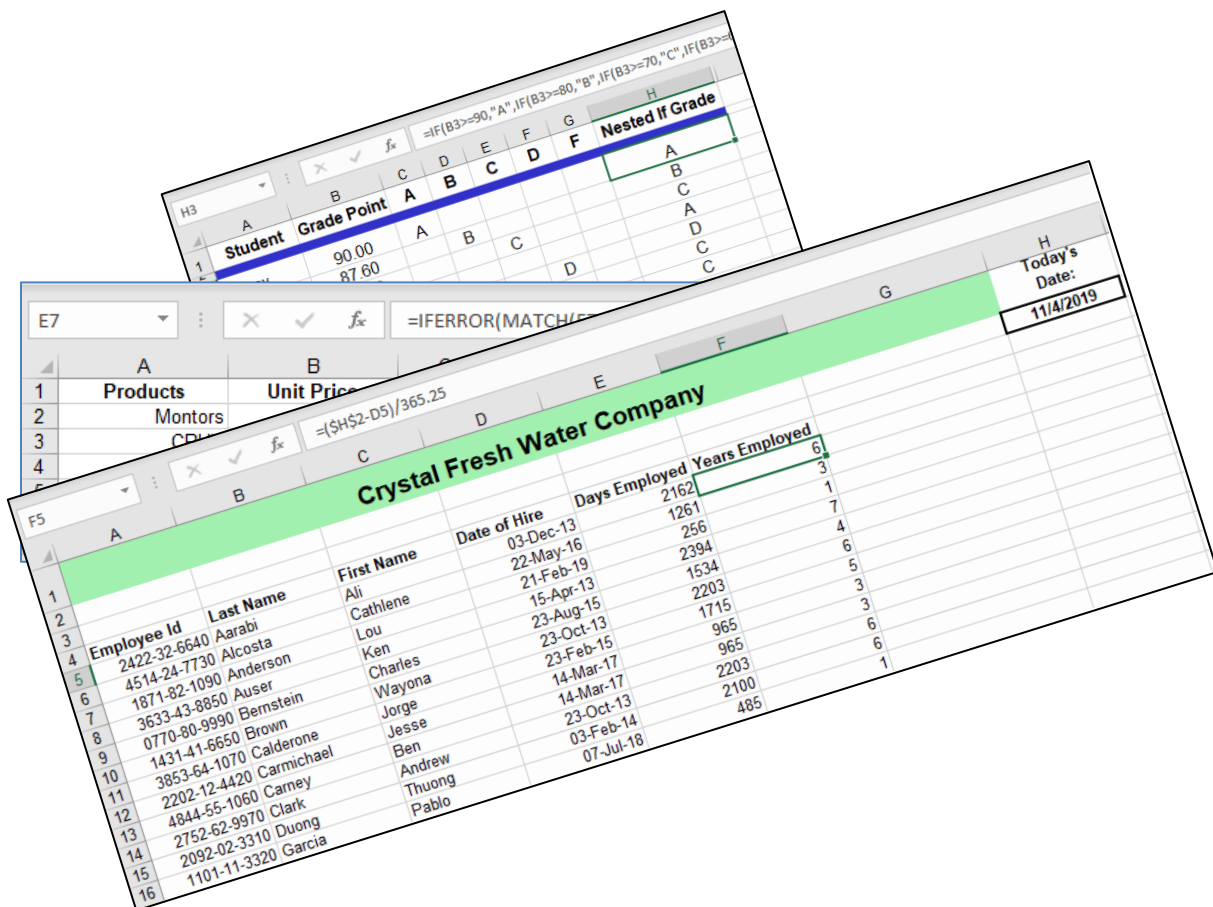 H3
=IF(B3>=90,"A",IF(B3>=80,"B",IF(B3>=70,"C",IF(B3>=
A B C D E F G H
1 Student Grade Point A B C D F Nested If Grade
90.00 A A
87.60 B B
C C
A
D D
C
C
E7 fx =IFERROR(MATCH(
A B
1 Products Unit Price
2 Montors
3
4
F5 fx =($H$2-D5)/365.25
A B C D E F G H
1 Crystal Fresh Water Company Today's Date:
2 11/4/2019
3
4 Employee Id Last Name First Name Date of Hire Days Employed Years Employed
5 2422-32-6640 Aarabi Ali 03-Dec-13 2162 6
6 4514-24-7730 Alcosta Cathlene 22-May-16 1261 3
7 1871-82-1090 Anderson Lou 21-Feb-19 256 1
8 3633-43-8850 Auser Ken 15-Apr-13 2394 7
9 0770-80-9990 Bernstein Charles 23-Aug-15 1534 4
10 1431-41-6650 Brown Wayona 23-Oct-13 2203 6
11 3853-64-1070 Calderone Jorge 23-Feb-15 1715 5
12 2202-12-4420 Carmichael Jesse 14-Mar-17 965 3
13 4844-55-1060 Carney Ben 14-Mar-17 965 3
14 2752-62-9970 Clark Andrew 23-Oct-13 2203 6
15 2092-02-3310 Duong Thuong 03-Feb-14 2100 6
16 1101-11-3320 Garcia Pablo 07-Jul-18 485 1